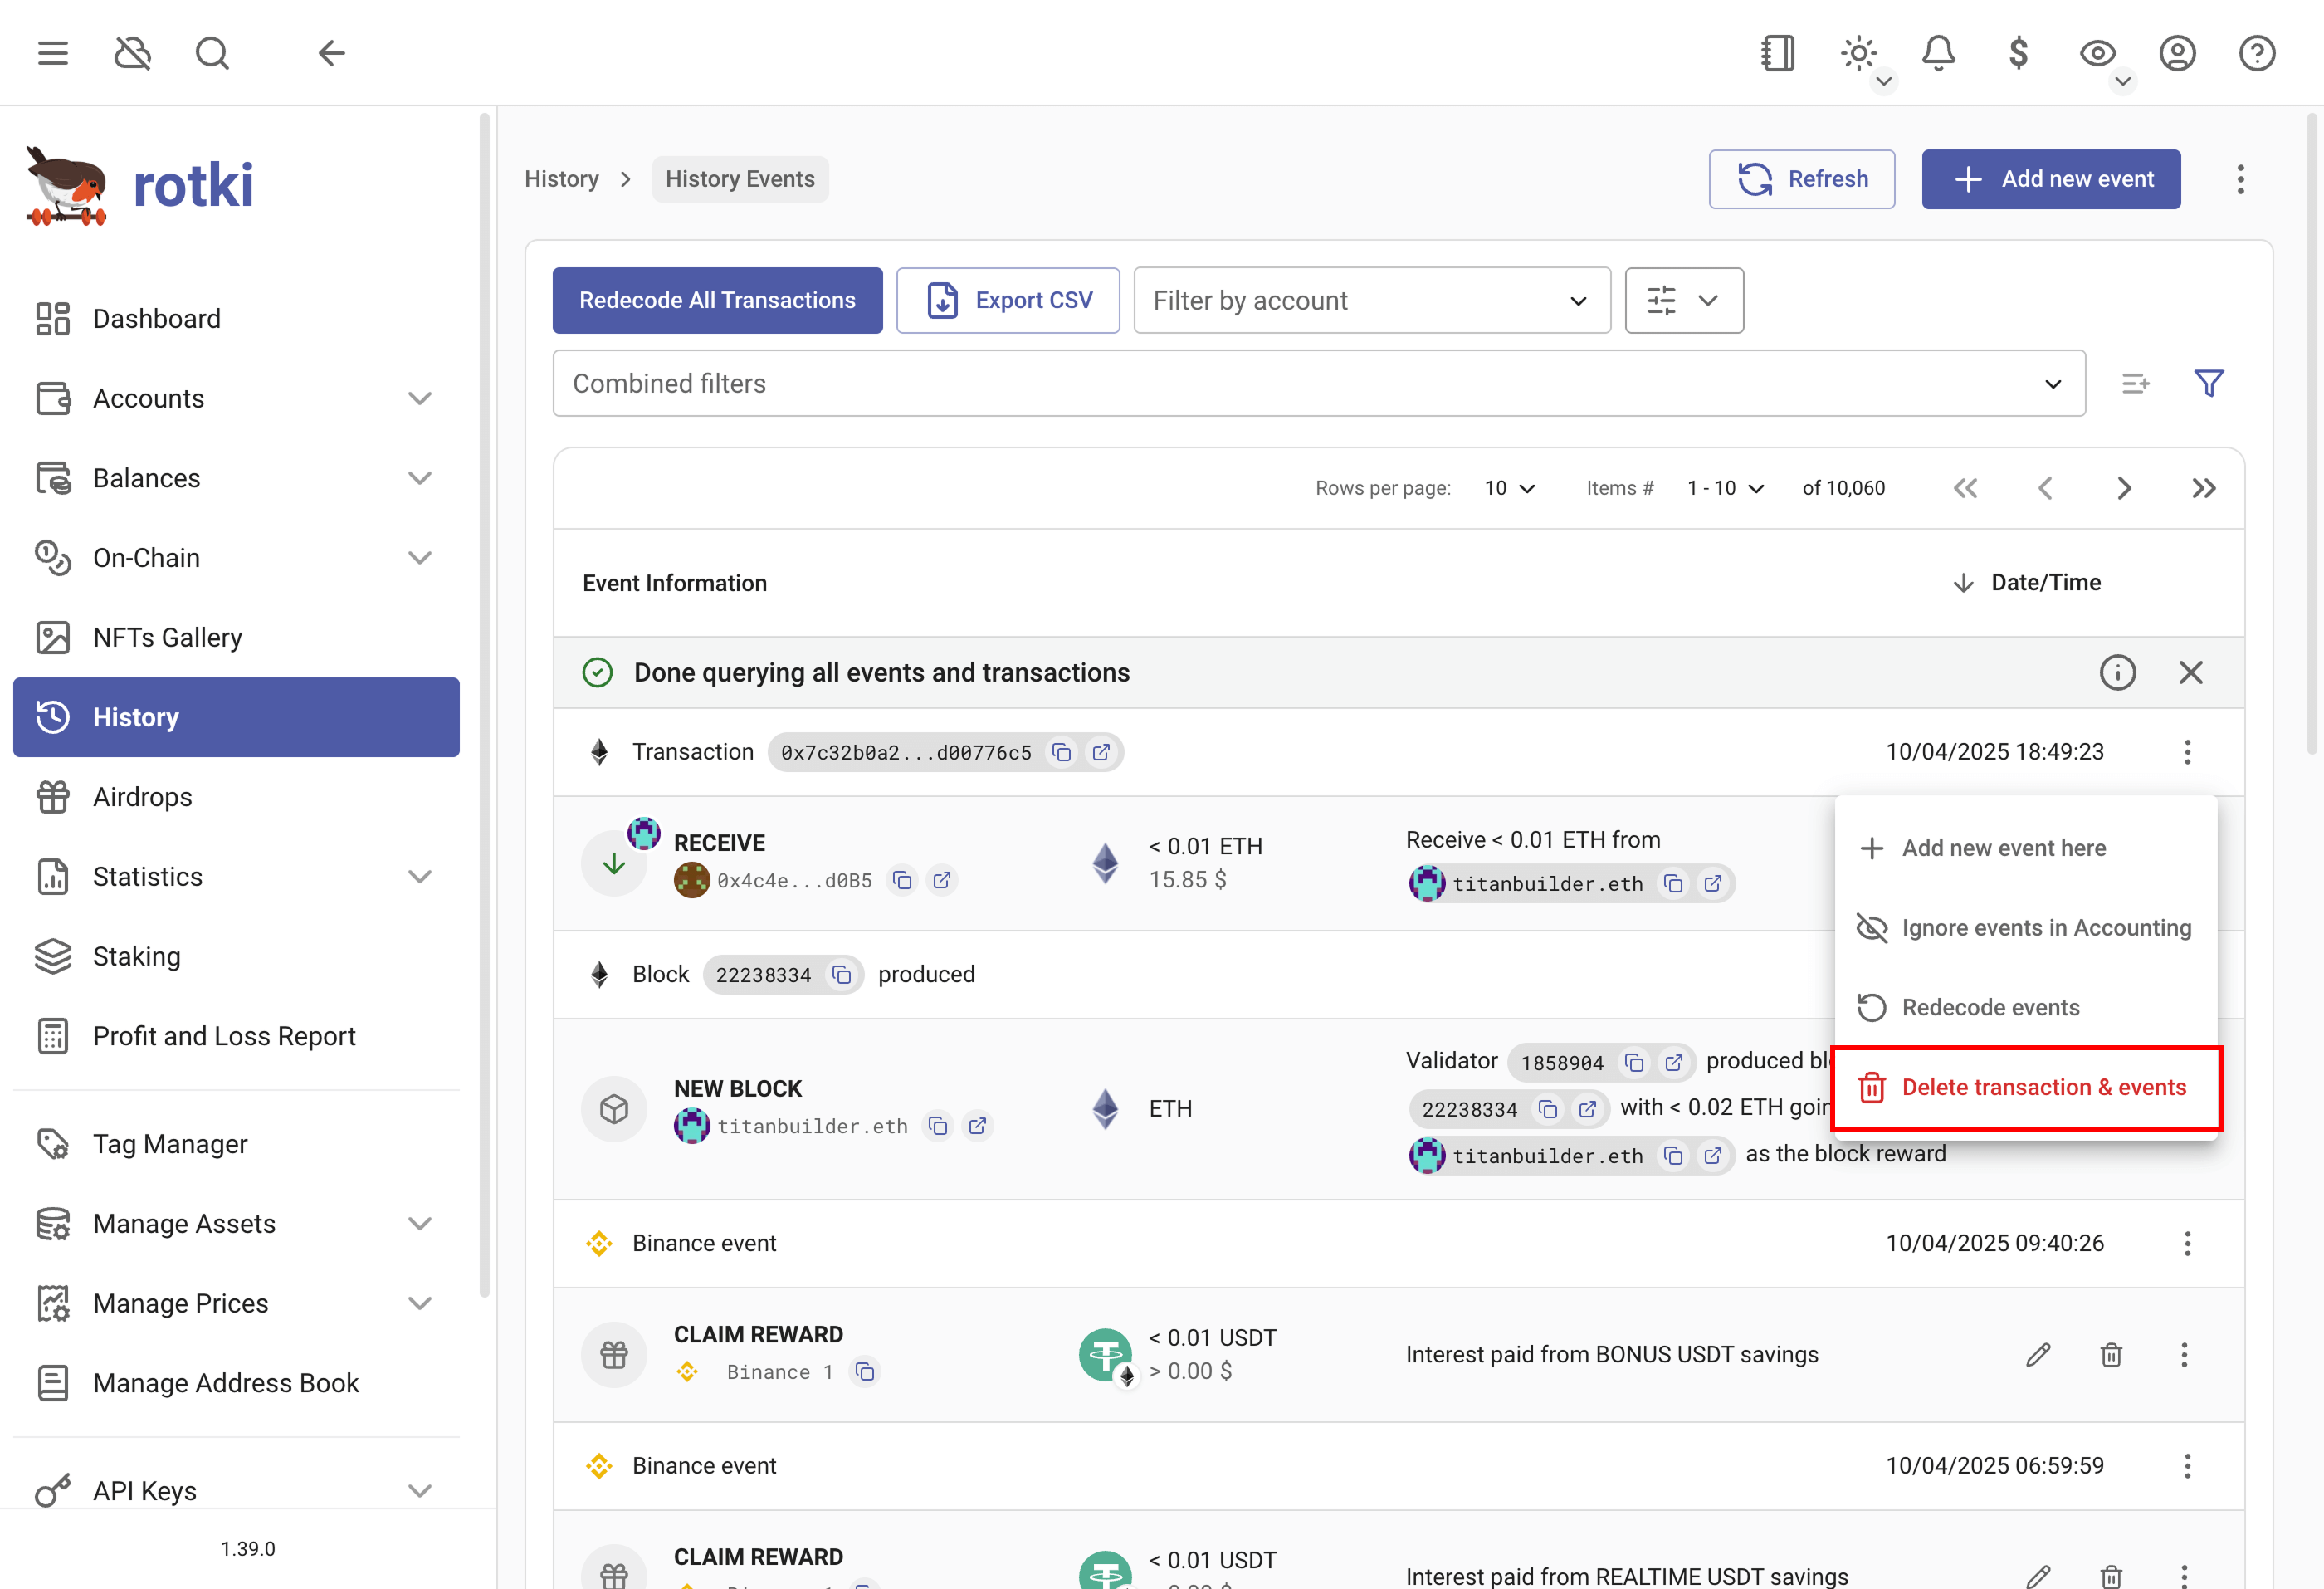 rotki
Dashboard
Accounts
Balances
On-Chain
NFTs Gallery
History
Airdrops
Statistics
Staking
Profit and Loss Report
Tag Manager
Manage Assets
Manage Prices
Manage Address Book
API Keys
1.39.0
History History Events
Refresh
Add new event
Redecode All Transactions
Export CSV
Filter by account
Combined filters
Rows per page: 10 Items # 1 - 10 of 10,060
Event Information Date/Time
Done querying all events and transactions
Transaction 0x7c32b0a2...d00776c5 10/04/2025 18:49:23
RECEIVE
0x4c4e...d0B5
< 0.01 ETH
15.85 $
Receive < 0.01 ETH from
titanbuilder.eth
Add new event here
Ignore events in Accounting
Redecode events
Delete transaction & events
Block 22238334 produced
NEW BLOCK
titanbuilder.eth
ETH
Validator 1858904 produced
22238334 with < 0.02 ETH
titanbuilder.eth as the block reward
Binance event 10/04/2025 09:40:26
CLAIM REWARD
Binance 1
< 0.01 USDT
> 0.00 $
Interest paid from BONUS USDT savings
Binance event 10/04/2025 06:59:59
CLAIM REWARD
< 0.01 USDT
Interest paid from REALTIME USDT savings